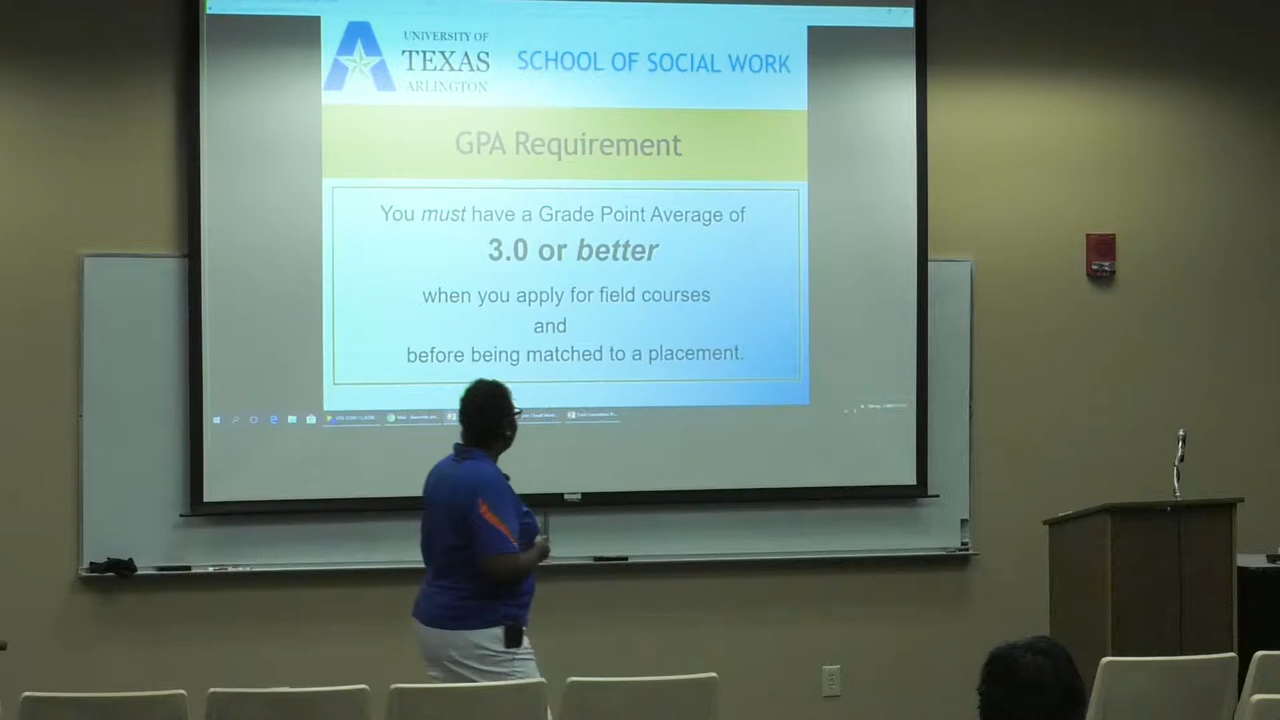 UNIVERSITY OF
TEXAS
ARLINGTON
SCHOOL OF SOCIAL WORK
GPA Requirement
You must have a Grade Point Average of
3.0 or better
when you apply for field courses
and
before being matched to a placement.